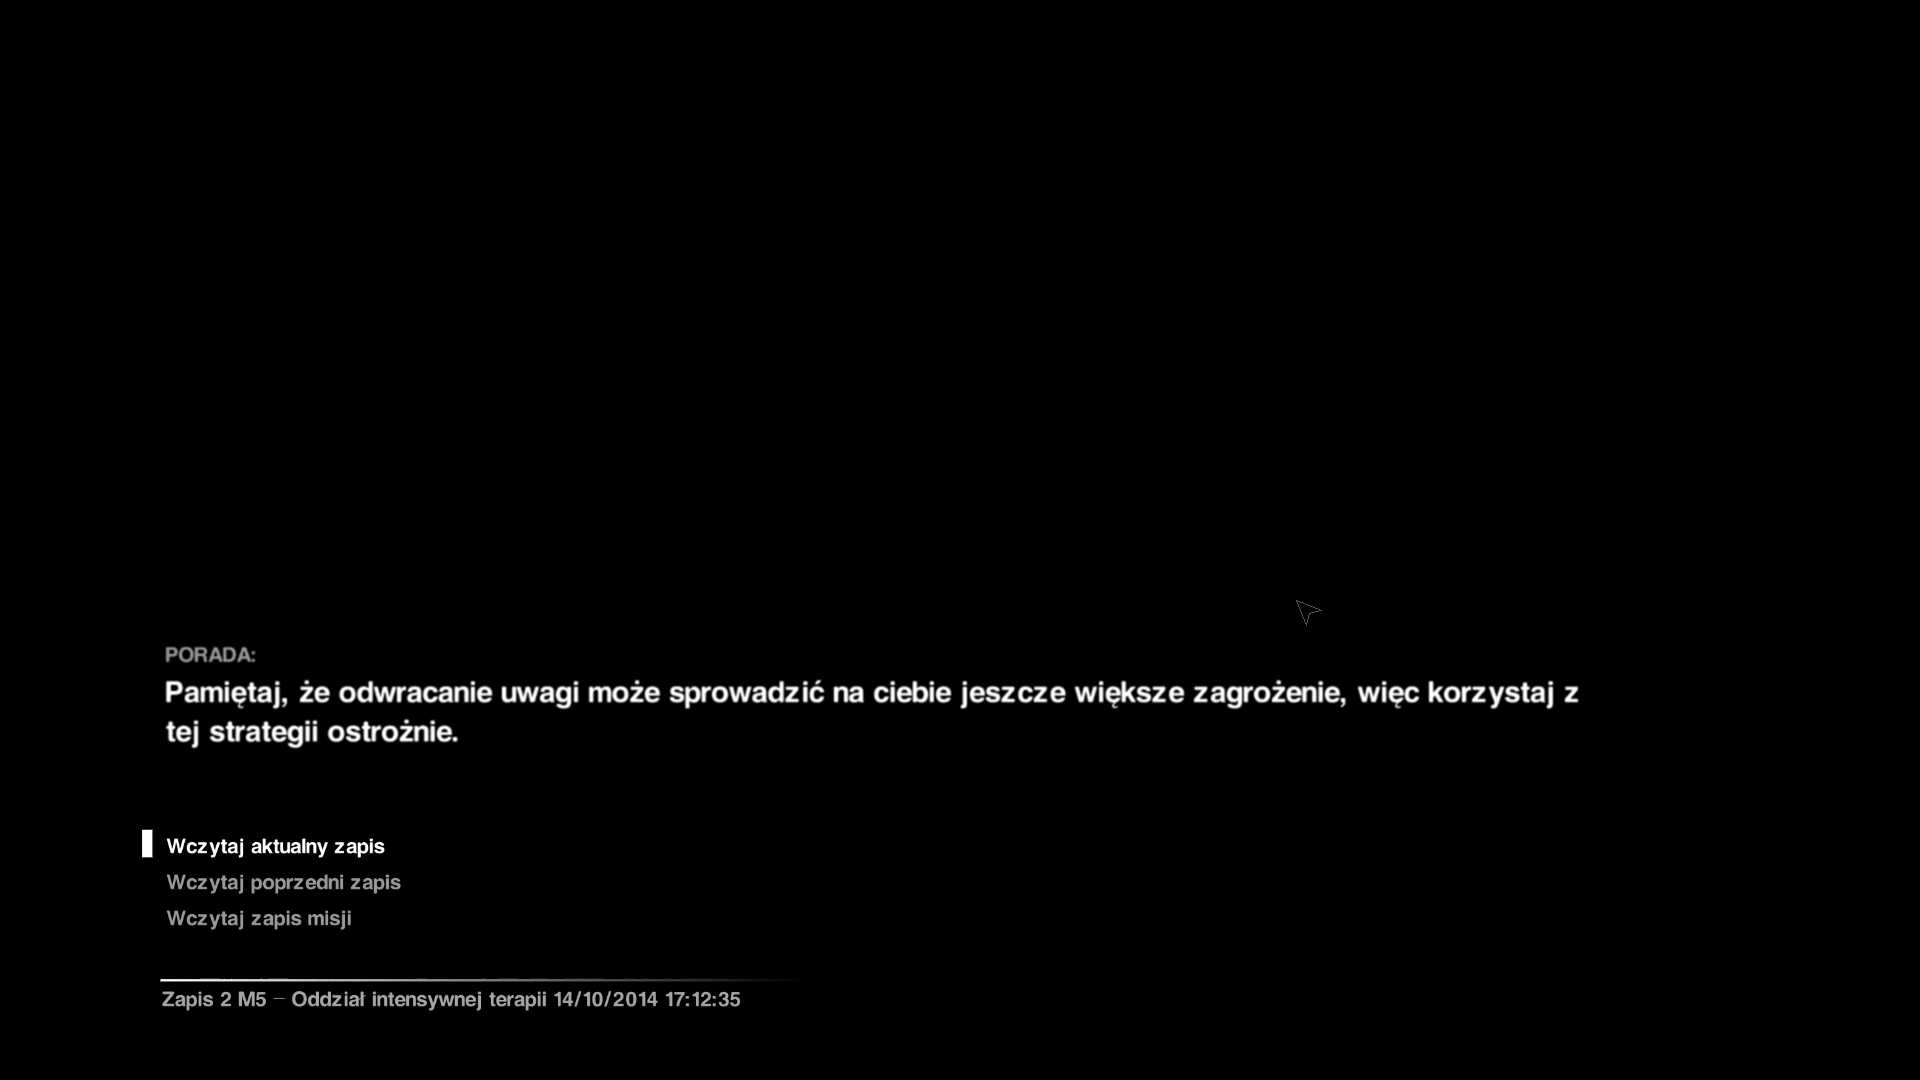 PORADA:
Pamiętaj, że odwracanie uwagi może sprowadzić na ciebie jeszcze większe zagrożenie, więc korzystaj z
tej strategii ostrożnie.
Wczytaj aktualny zapis
Wczytaj poprzedni zapis
Wczytaj zapis misji
Zapis 2 M5 – Oddział intensywnej terapii 14/10/2014 17:12:35